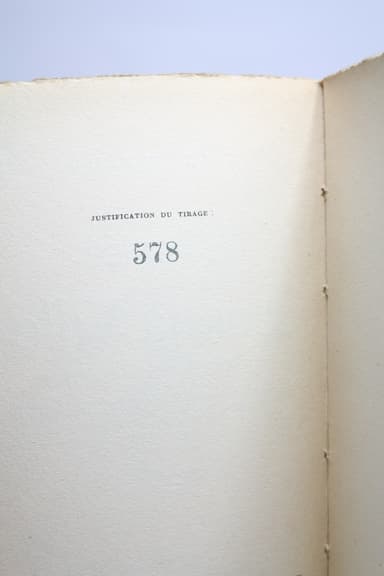 JUSTIFICATION DU TIRAGE :
578